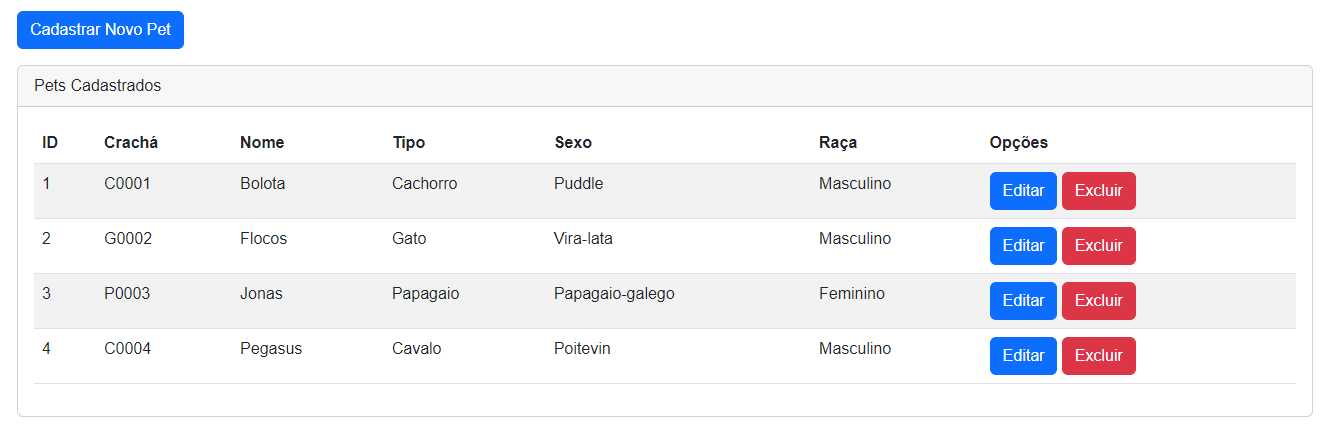 Cadastrar Novo Pet
Pets Cadastrados
ID Crachá Nome Tipo Sexo Raça Opções
1 C0001 Bolota Cachorro Puddle Masculino Editar Excluir
2 G0002 Flocos Gato Vira-lata Masculino Editar Excluir
3 P0003 Jonas Papagaio Papagaio-galego Feminino Editar Excluir
4 C0004 Pegasus Cavalo Poitevin Masculino Editar Excluir